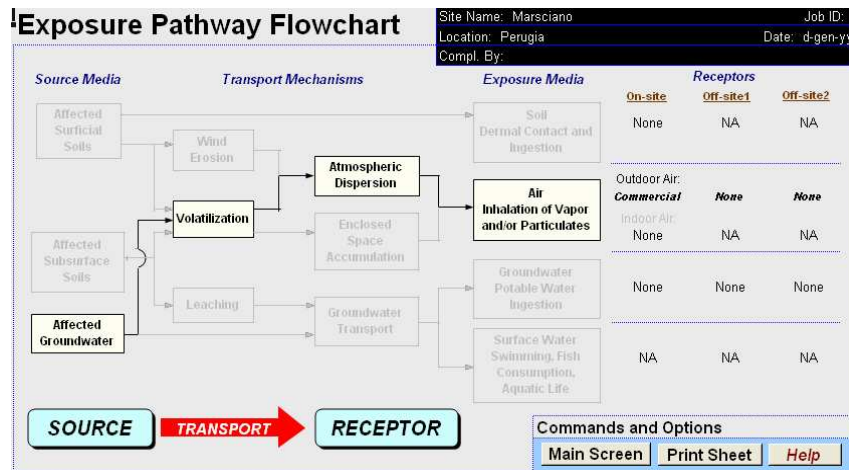 Exposure Pathway Flowchart
Site Name: Marsciano Job ID:
Location: Perugia Date: d-gen-yy
Compl. By:
Source Media
Transport Mechanisms
Exposure Media
Receptors
On-site Off-site1 Off-site2
Affected
Surficial
Soils
Wind
Erosion
Soil
Dermal Contact and
Ingestion
None NA NA
Atmospheric
Dispersion
Volatilization
Air
Inhalation of Vapor
and/or Particulates
Outdoor Air:
Commercial None None
Indoor Air:
None NA NA
Enclosed
Space
Accumulation
Affected
Subsurface
Soils
Leaching
Groundwater
Transport
Groundwater
Potable Water
Ingestion
None None None
Affected
Groundwater
Surface Water
Swimming, Fish
Consumption,
Aquatic Life
NA NA NA
SOURCE TRANSPORT RECEPTOR
Commands and Options
Main Screen Print Sheet Help